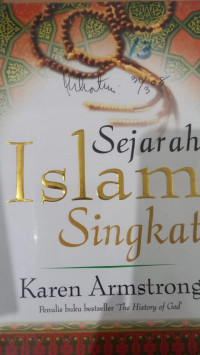 Sejarah
Islam
Singkat
Karen Armstrong
Penulis buku bestseller 'The History of God'